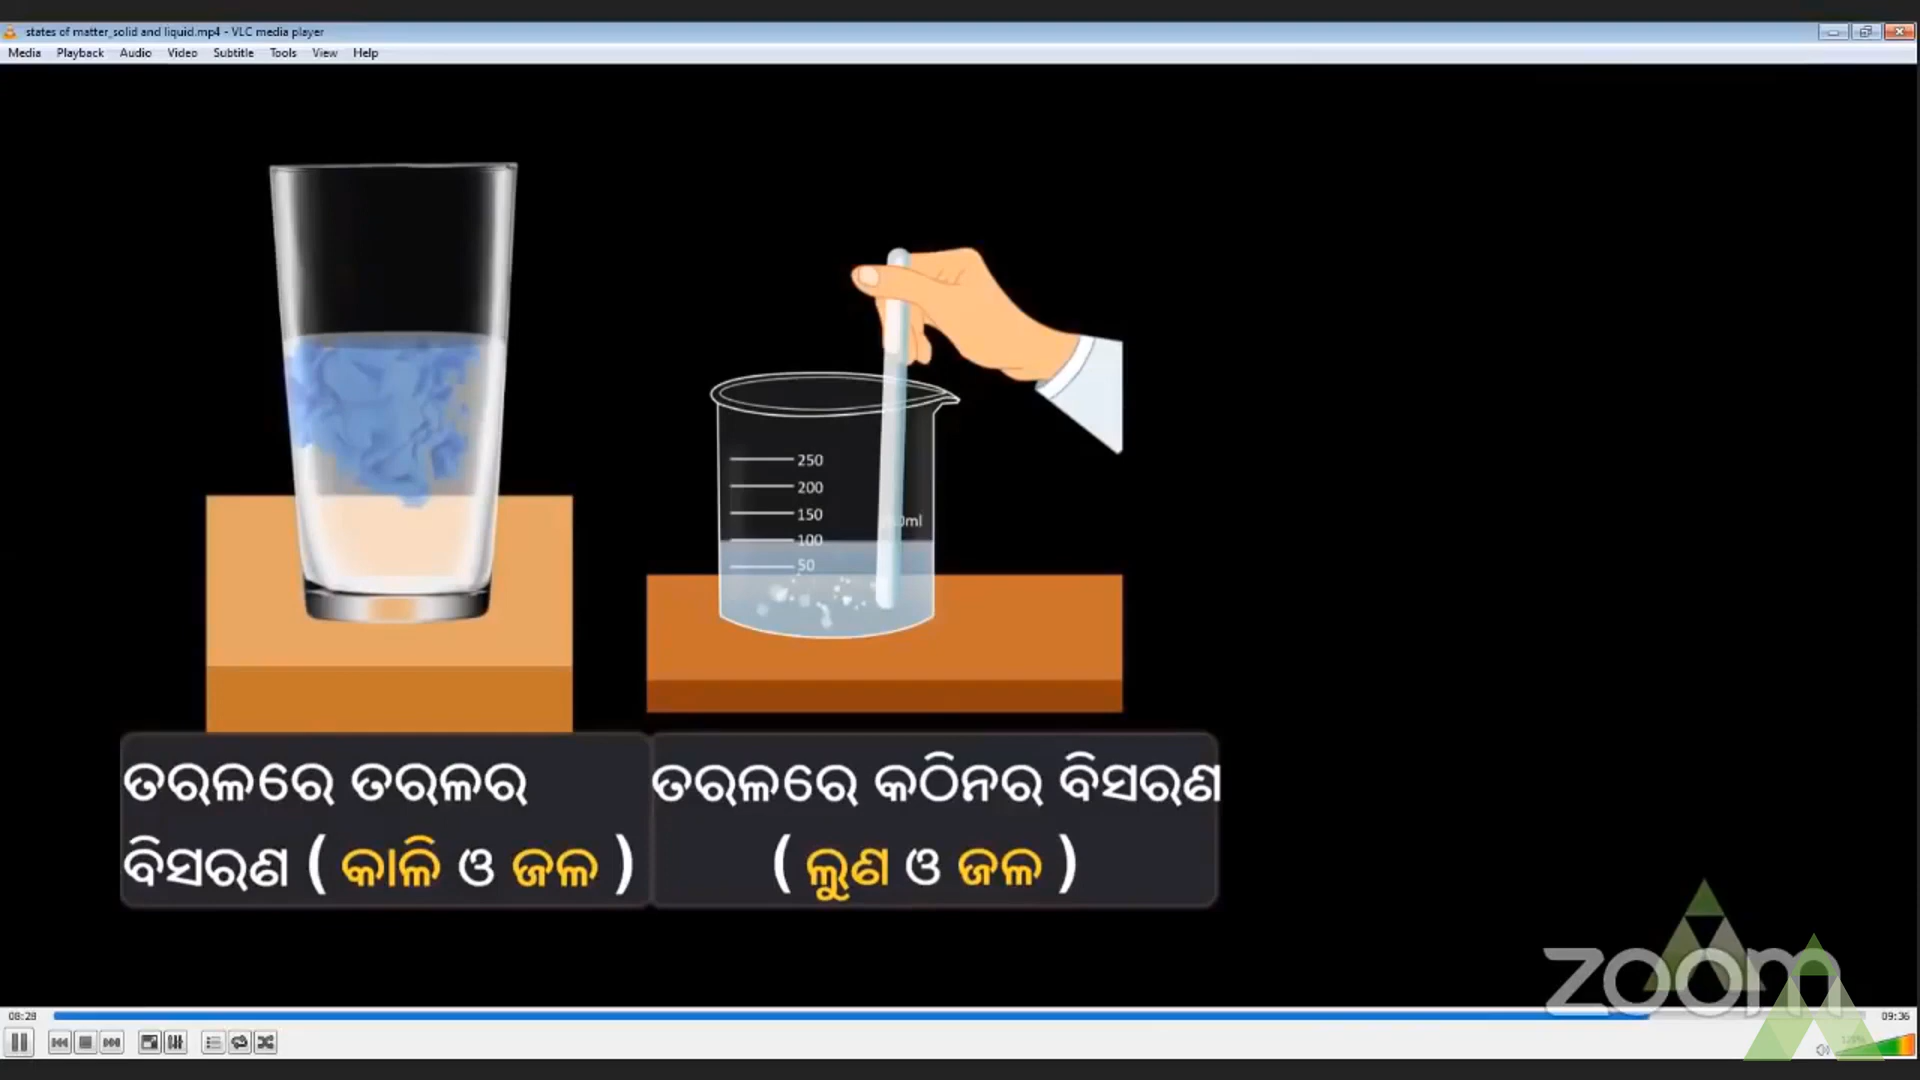 states of matter_solid and liquid.mp4 - VLC media player
Media Playback Audio Video Subtitle Tools View Help
250
200
150
100
50
ତରଳରେ ତରଳର
ବିସରଣ ( କାଳି ଓ ଜଳ )
ତରଳରେ କଠିନର ବିସରଣ
( ଲୁଣ ଓ ଜଳ )
zoom
08:28
09:36